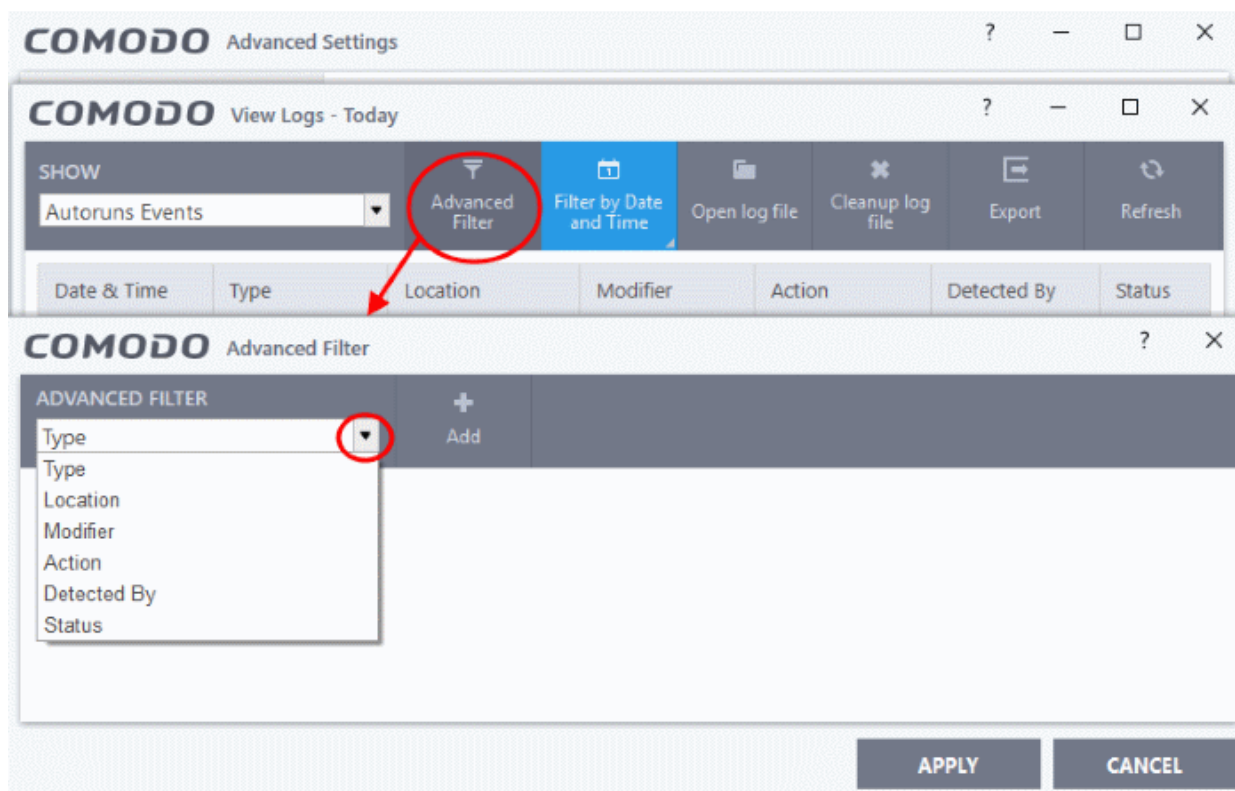 COMODO Advanced Settings ?
COMODO View Logs - Today ?
SHOW
Autoruns Events
Advanced Filter
1
Filter by Date and Time
Open log file
Cleanup log file
Export
Refresh
Date & Time Type Location Modifier Action Detected By Status
COMODO Advanced Filter ?
ADVANCED FILTER
Type
Add
Type
Location
Modifier
Action
Detected By
Status
APPLY CANCEL